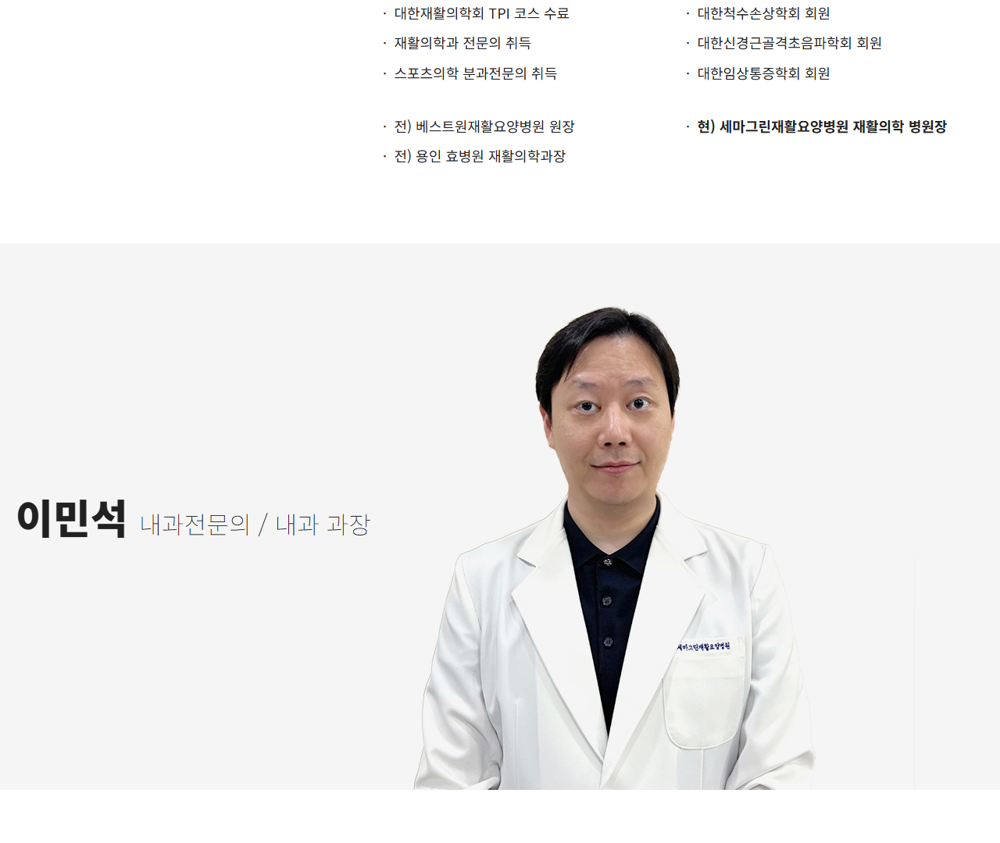 · 대한재활의학회 TPI 코스 수료
· 재활의학과 전문의 취득
· 스포츠의학 분과전문의 취득
· 대한척수손상학회 회원
· 대한신경근골격초음파학회 회원
· 대한임상통증학회 회원
· 전) 베스트원재활요양병원 원장
· 전) 용인 효병원 재활의학과장
· 현) 세마그린재활요양병원 재활의학 병원장
이민석 내과전문의 / 내과 과장
세마그린재활요양병원